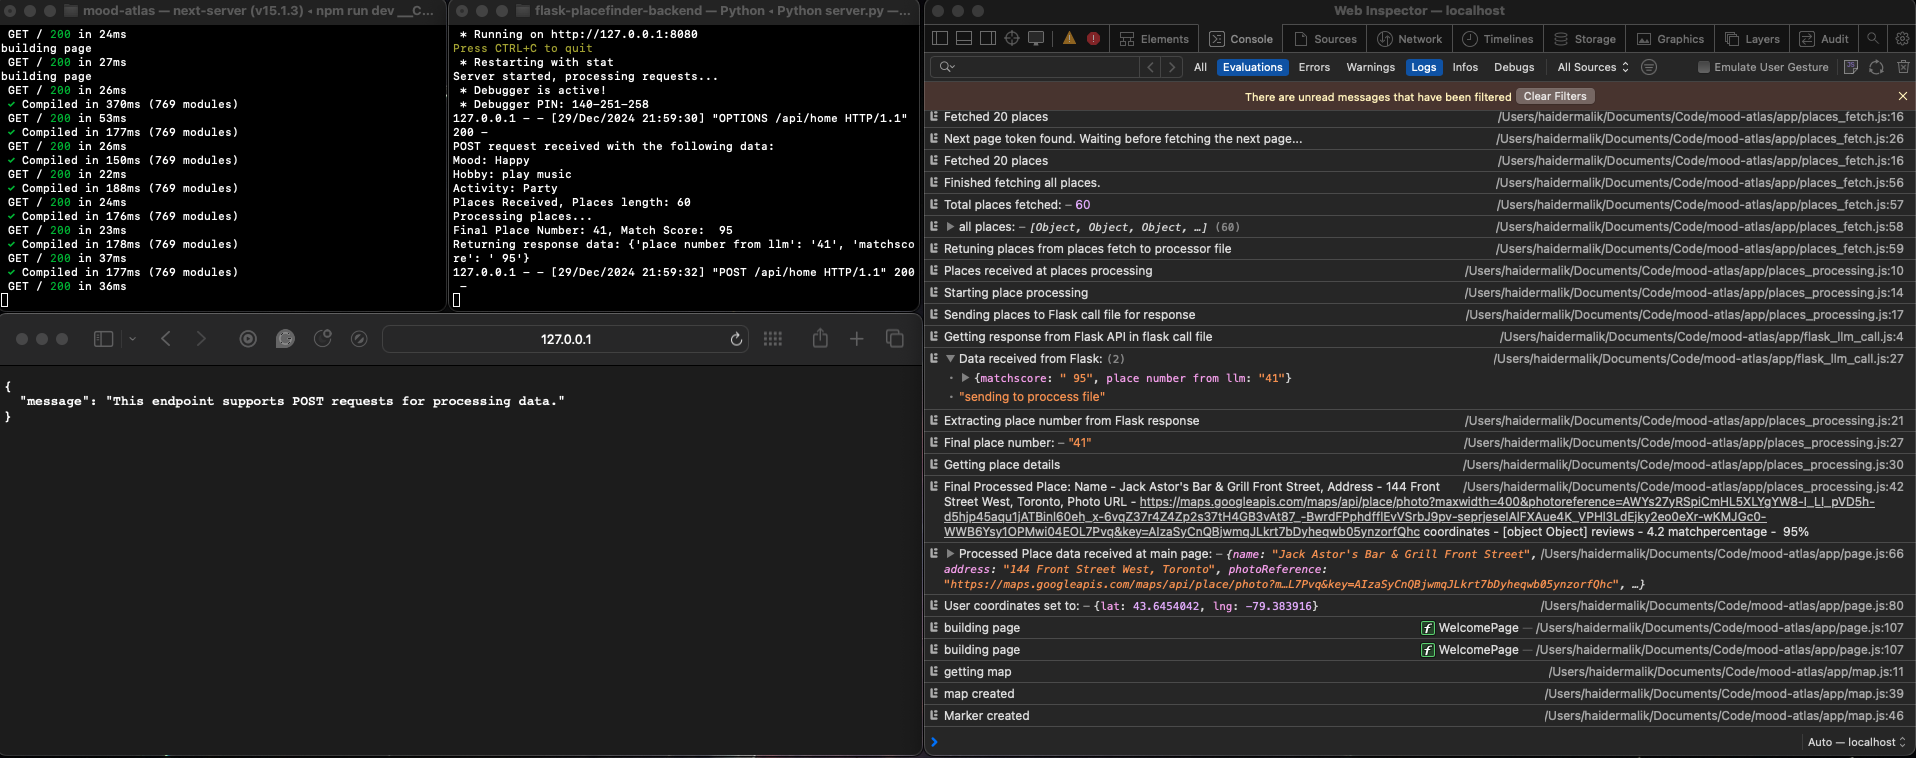 mood-atlas — next-server (v15.1.3) ◂ npm run dev __C...
GET / 200 in 24ms
building page
GET / 200 in 27ms
building page
GET / 200 in 26ms
✓ Compiled in 370ms (769 modules)
GET / 200 in 53ms
✓ Compiled in 177ms (769 modules)
GET / 200 in 26ms
✓ Compiled in 150ms (769 modules)
GET / 200 in 22ms
✓ Compiled in 188ms (769 modules)
GET / 200 in 24ms
✓ Compiled in 176ms (769 modules)
GET / 200 in 23ms
✓ Compiled in 178ms (769 modules)
GET / 200 in 37ms
✓ Compiled in 177ms (769 modules)
GET / 200 in 36ms
flask-placefinder-backend — Python ◂ Python server.py —...
* Running on http://127.0.0.1:8080
Press CTRL+C to quit
* Restarting with stat
Server started, processing requests...
* Debugger is active!
* Debugger PIN: 140-251-258
127.0.0.1 - - [29/Dec/2024 21:59:30] "OPTIONS /api/home HTTP/1.1"
200 -
POST request received with the following data:
Mood: Happy
Hobby: play music
Activity: Party
Places Received, Places length: 60
Processing places...
Final Place Number: 41, Match Score:  95
Returning response data: {'place number from llm': '41', 'matchsco
re': ' 95'}
127.0.0.1 - - [29/Dec/2024 21:59:32] "POST /api/home HTTP/1.1" 200
-
127.0.0.1
{
"message": "This endpoint supports POST requests for processing data."
}
Web Inspector — localhost
Elements Console Sources Network Timelines Storage Graphics Layers Audit
All Evaluations Errors Warnings Logs Infos Debugs All Sources Emulate User Gesture
There are unread messages that have been filtered Clear Filters
Fetched 20 places /Users/haidermalik/Documents/Code/mood-atlas/app/places_fetch.js:16
Next page token found. Waiting before fetching the next page... /Users/haidermalik/Documents/Code/mood-atlas/app/places_fetch.js:26
Fetched 20 places /Users/haidermalik/Documents/Code/mood-atlas/app/places_fetch.js:16
Finished fetching all places. /Users/haidermalik/Documents/Code/mood-atlas/app/places_fetch.js:56
Total places fetched: – 60 /Users/haidermalik/Documents/Code/mood-atlas/app/places_fetch.js:57
all places: – [Object, Object, Object, …] (60) /Users/haidermalik/Documents/Code/mood-atlas/app/places_fetch.js:58
Retuning places from places fetch to processor file /Users/haidermalik/Documents/Code/mood-atlas/app/places_fetch.js:59
Places received at places processing /Users/haidermalik/Documents/Code/mood-atlas/app/places_processing.js:10
Starting place processing /Users/haidermalik/Documents/Code/mood-atlas/app/places_processing.js:14
Sending places to Flask call file for response /Users/haidermalik/Documents/Code/mood-atlas/app/places_processing.js:17
Getting response from Flask API in flask call file /Users/haidermalik/Documents/Code/mood-atlas/app/flask_llm_call.js:4
Data received from Flask: (2) /Users/haidermalik/Documents/Code/mood-atlas/app/flask_llm_call.js:27
{matchscore: " 95", place number from llm: "41"}
"sending to proccess file"
Extracting place number from Flask response /Users/haidermalik/Documents/Code/mood-atlas/app/places_processing.js:21
Final place number: – "41" /Users/haidermalik/Documents/Code/mood-atlas/app/places_processing.js:27
Getting place details /Users/haidermalik/Documents/Code/mood-atlas/app/places_processing.js:30
Final Processed Place: Name - Jack Astor's Bar & Grill Front Street, Address - 144 Front /Users/haidermalik/Documents/Code/mood-atlas/app/places_processing.js:42
Street West, Toronto, Photo URL - https://maps.googleapis.com/maps/api/place/photo?maxwidth=400&photoreference=
coordinates - [object Object] reviews - 4.2 matchpercentage -  95%
Processed Place data received at main page: – {name: "Jack Astor's Bar & Grill Front Street", /Users/haidermalik/Documents/Code/mood-atlas/app/page.js:66
address: "144 Front Street West, Toronto", photoReference:
"https://maps.googleapis.com/maps/api/place/photo?m…L7Pvq&key=", …}
User coordinates set to: – {lat: 43.6454042, lng: -79.383916} /Users/haidermalik/Documents/Code/mood-atlas/app/page.js:80
building page f WelcomePage — /Users/haidermalik/Documents/Code/mood-atlas/app/page.js:107
building page f WelcomePage — /Users/haidermalik/Documents/Code/mood-atlas/app/page.js:107
getting map /Users/haidermalik/Documents/Code/mood-atlas/app/map.js:11
map created /Users/haidermalik/Documents/Code/mood-atlas/app/map.js:39
Marker created /Users/haidermalik/Documents/Code/mood-atlas/app/map.js:46
Auto — localhost